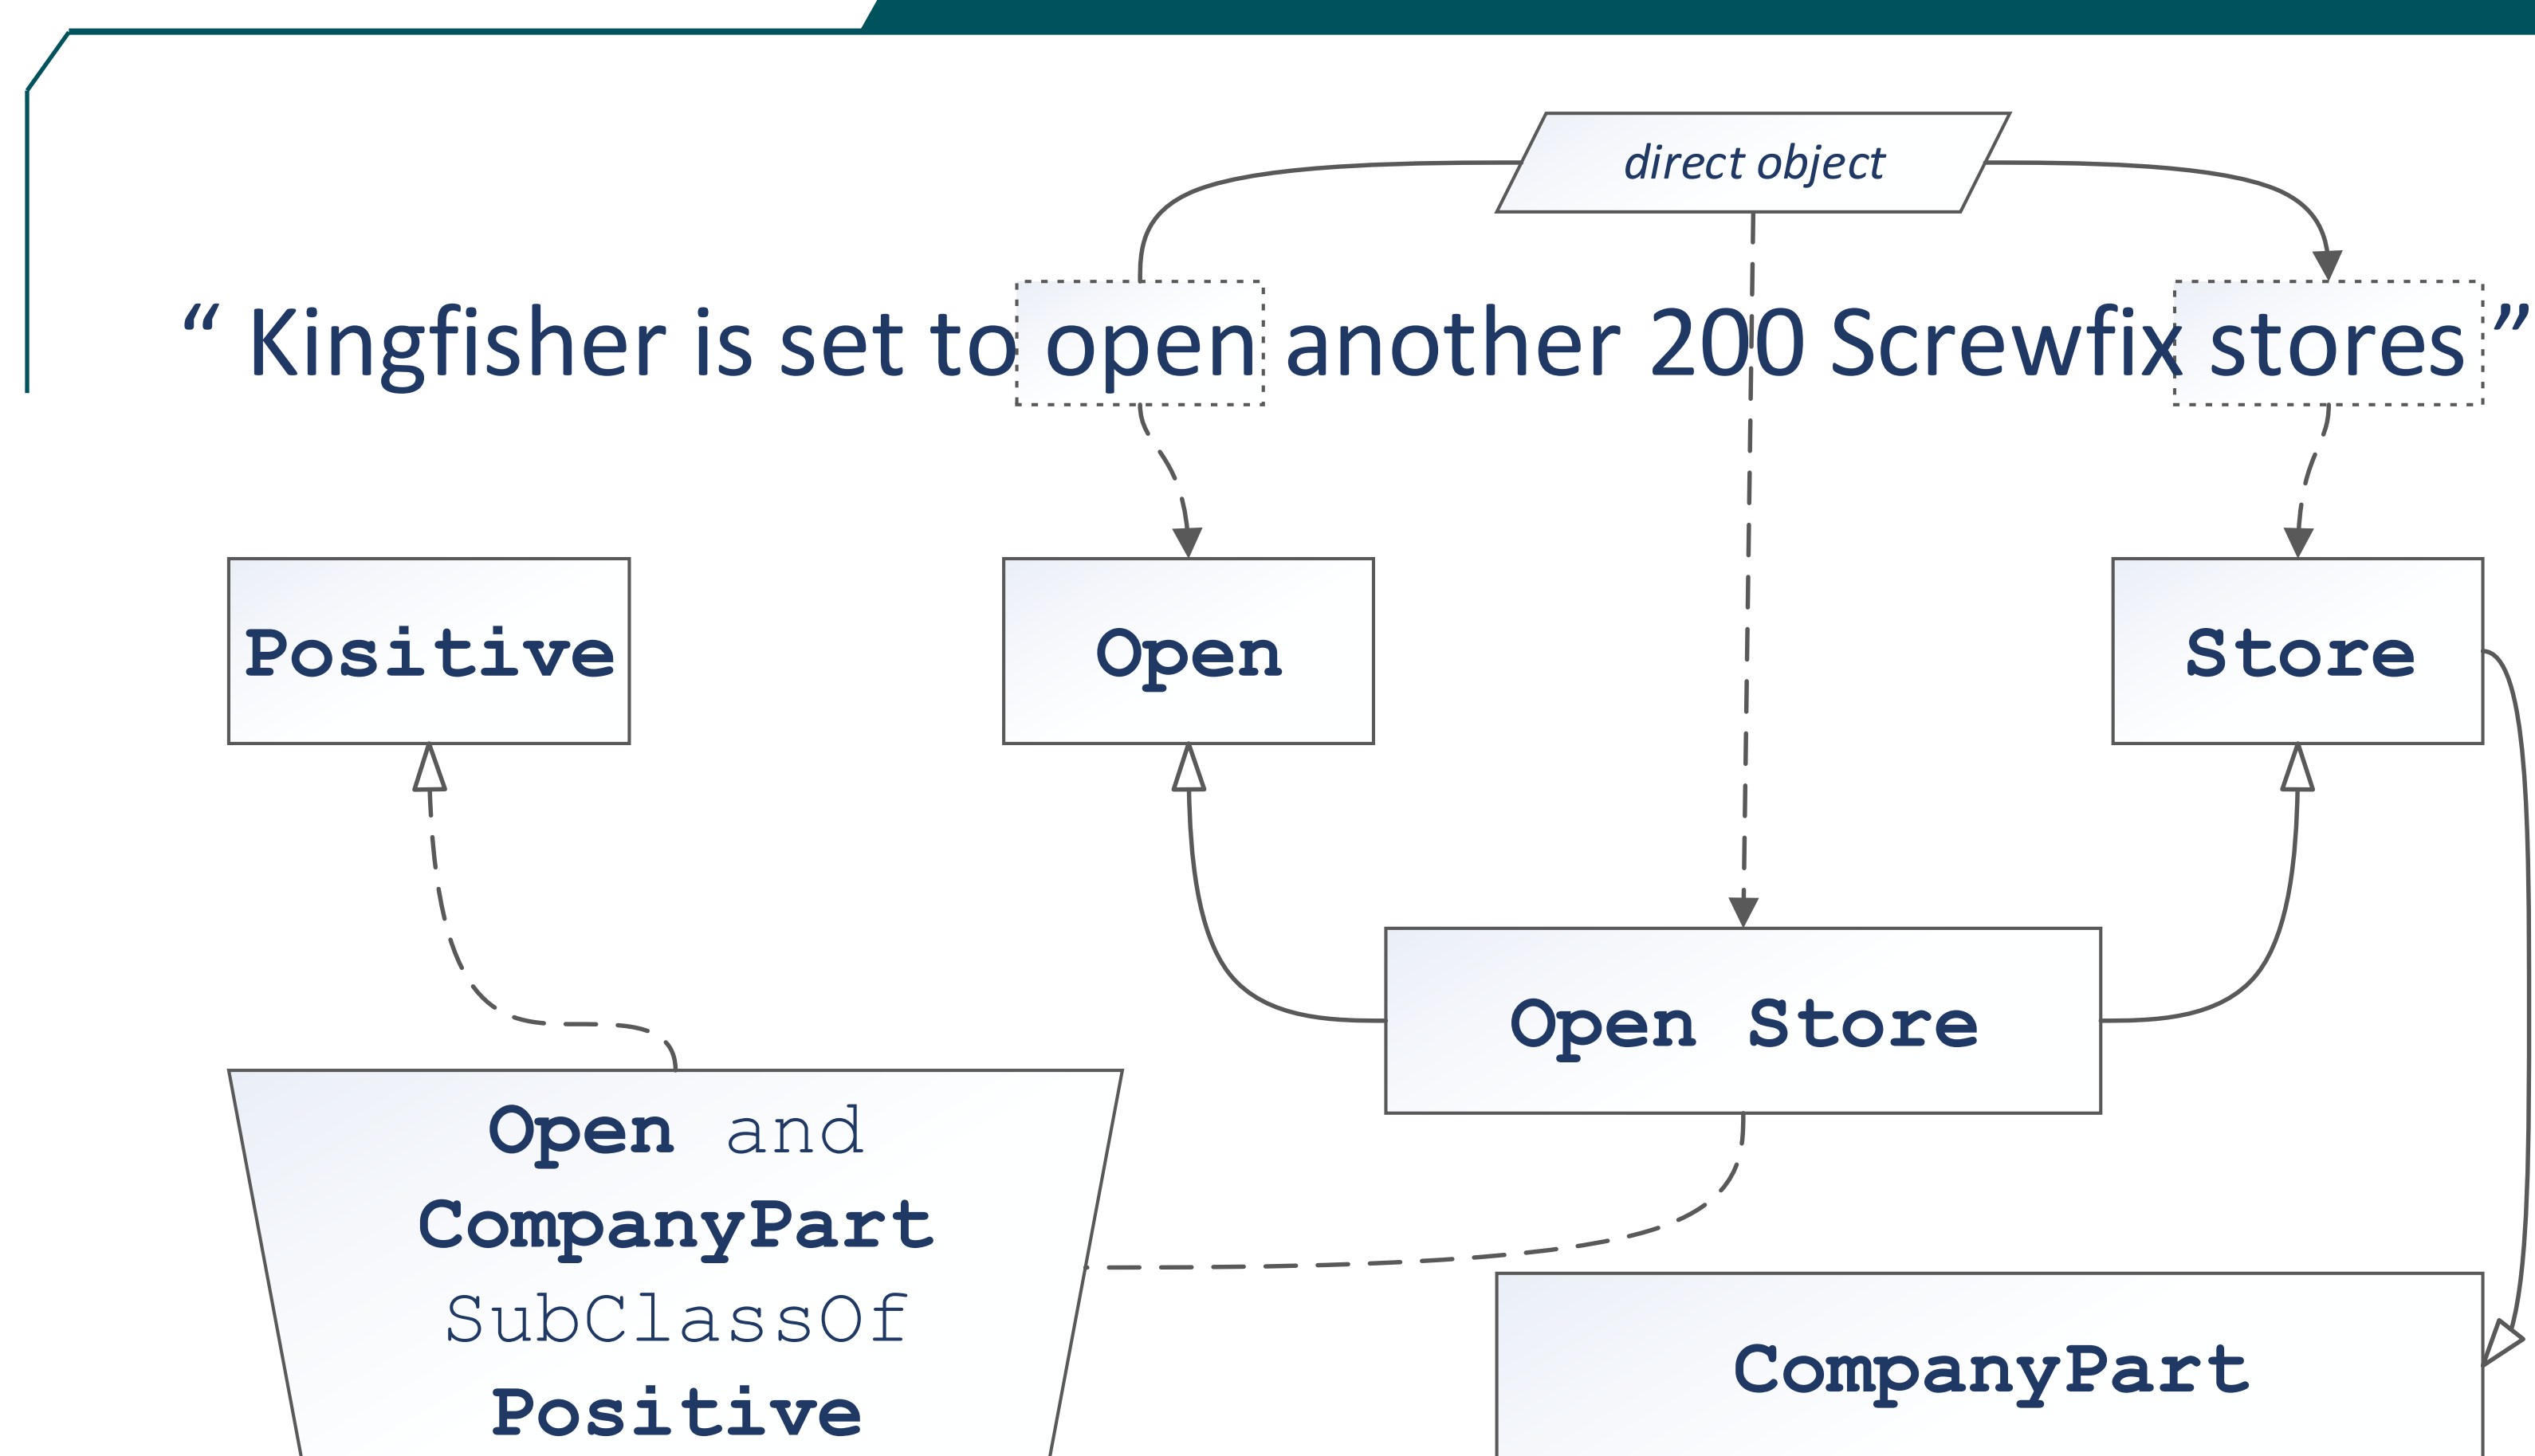 direct object
“ Kingfisher is set to open another 200 Screwfix stores ”
Positive
Open
Store
Open Store
Open and
CompanyPart
SubClassOf
Positive
CompanyPart